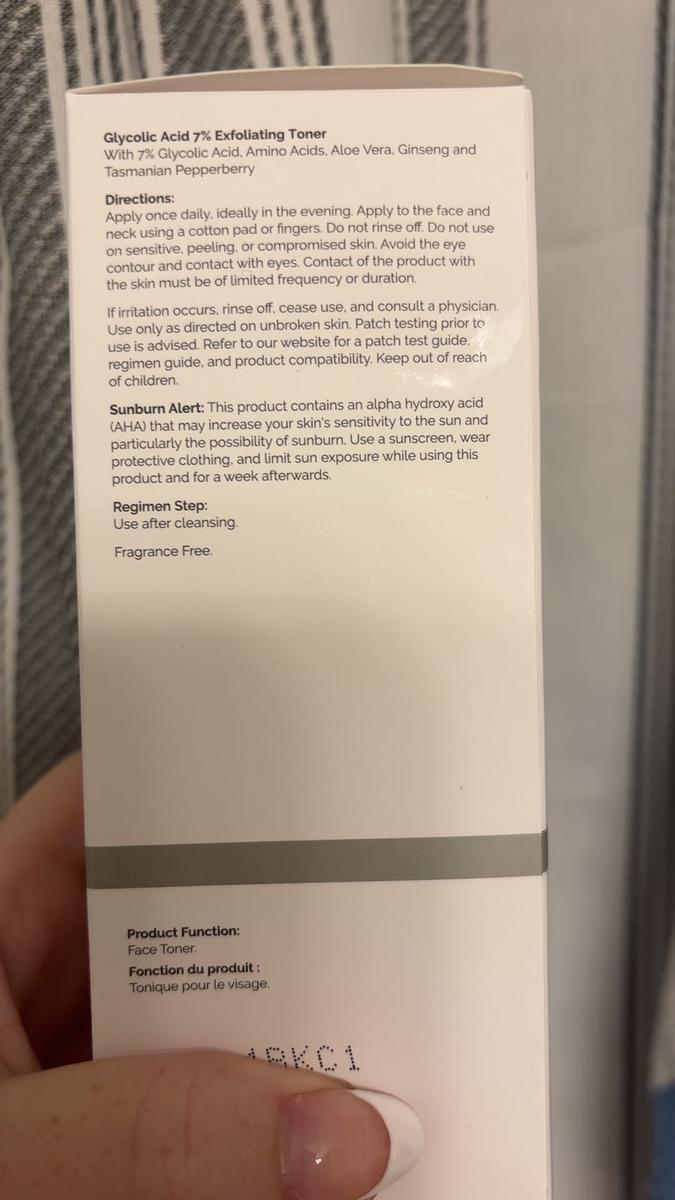 Glycolic Acid 7% Exfoliating Toner
With 7% Glycolic Acid, Amino Acids, Aloe Vera, Ginseng and
Tasmanian Pepperberry
Directions:
Apply once daily, ideally in the evening. Apply to the face and
neck using a cotton pad or fingers. Do not rinse off. Do not use
on sensitive, peeling, or compromised skin. Avoid the eye
contour and contact with eyes. Contact of the product with
the skin must be of limited frequency or duration.
If irritation occurs, rinse off, cease use, and consult a physician.
Use only as directed on unbroken skin. Patch testing prior to
use is advised. Refer to our website for a patch test guide,
regimen guide, and product compatibility. Keep out of reach
of children.
Sunburn Alert: This product contains an alpha hydroxy acid
(AHA) that may increase your skin's sensitivity to the sun and
particularly the possibility of sunburn. Use a sunscreen, wear
protective clothing, and limit sun exposure while using this
product and for a week afterwards.
Regimen Step:
Use after cleansing.
Fragrance Free.
Product Function:
Face Toner.
Fonction du produit :
Tonique pour le visage.